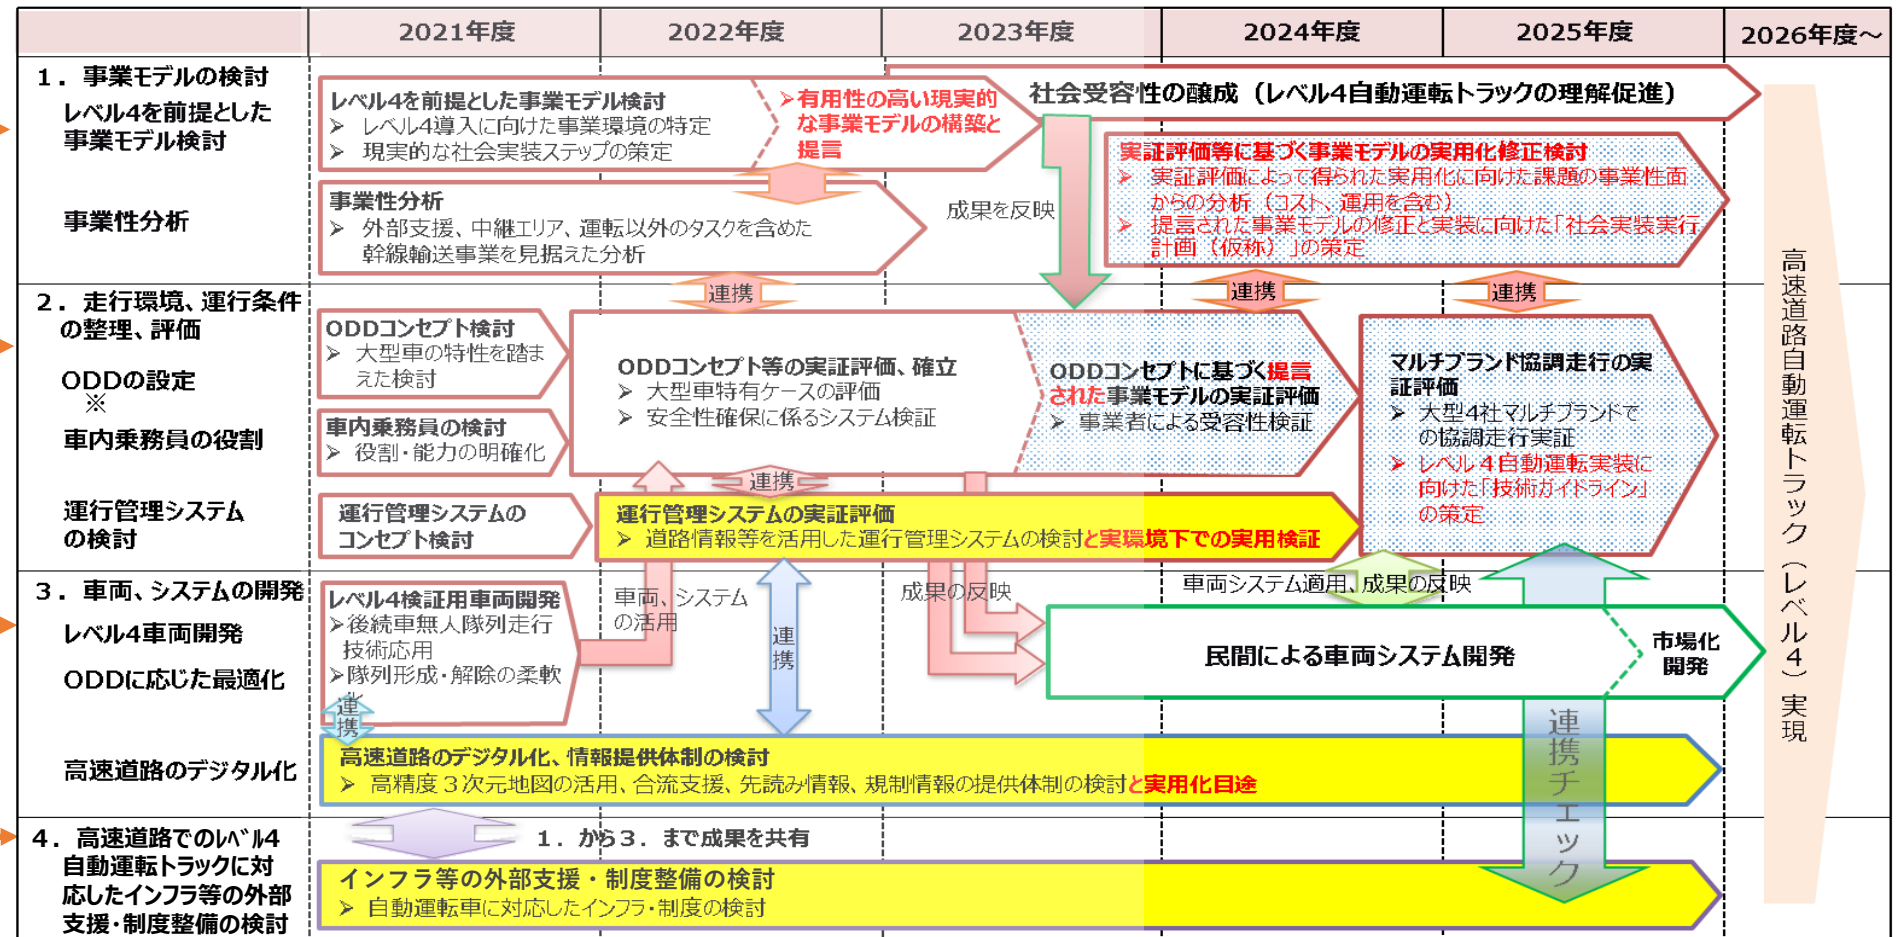 2021年度
2022年度
2023年度
2024年度
2025年度
2026年度～
1．事業モデルの検討
レベル4を前提とした
事業モデル検討
事業性分析
レベル4を前提とした事業モデル検討
➢ レベル4導入に向けた事業環境の特定
➢ 現実的な社会実装ステップの策定
➢有用性の高い現実的
な事業モデルの構築と
提言
社会受容性の醸成（レベル4自動運転トラックの理解促進）
事業性分析
➢ 外部支援、中継エリア、運転以外のタスクを含めた
幹線輸送事業を見据えた分析
成果を反映
実証評価等に基づく事業モデルの実用化修正検討
➢ 実証評価によって得られた実用化に向けた課題の事業性面
からの分析（コスト、運用を含む）
➢ 提言された事業モデルの修正と実装に向けた「社会実装実行
計画（仮称）」の策定
連携
連携
連携
2．走行環境、運行条件
の整理、評価
ODDの設定
※
車内乗務員の役割
運行管理システム
の検討
ODDコンセプト検討
➢ 大型車の特性を踏ま
えた検討
車内乗務員の検討
➢ 役割・能力の明確化
運行管理システムの
コンセプト検討
ODDコンセプト等の実証評価、確立
➢ 大型車特有ケースの評価
➢ 安全性確保に係るシステム検証
ODDコンセプトに基づく提言
された事業モデルの実証評価
➢ 事業者による受容性検証
マルチブランド協調走行の実
証評価
➢ 大型4社マルチブランドで
の協調走行実証
➢ レベル4自動運転実装に
向けた「技術ガイドライン」
の策定
連携
運行管理システムの実証評価
➢ 道路情報等を活用した運行管理システムの検討と実環境下での実用検証
3．車両、システムの開発
レベル4車両開発
ODDに応じた最適化
高速道路のデジタル化
レベル4検証用車両開発
➢後続車無人隊列走行
技術応用
➢隊列形成・解除の柔軟
連携
車両、システム
の活用
連携
成果の反映
車両システム適用、成果の反映
民間による車両システム開発
市場化
開発
連携チェック
高速道路のデジタル化、情報提供体制の検討
➢ 高精度３次元地図の活用、合流支援、先読み情報、規制情報の提供体制の検討と実用化目途
4．高速道路でのﾚﾍﾞﾙ4
自動運転トラックに対
応したインフラ等の外部
支援・制度整備の検討
1．から3．まで成果を共有
インフラ等の外部支援・制度整備の検討
➢ 自動運転車に対応したインフラ・制度の検討
高速道路自動運転トラック（レベル4）実現